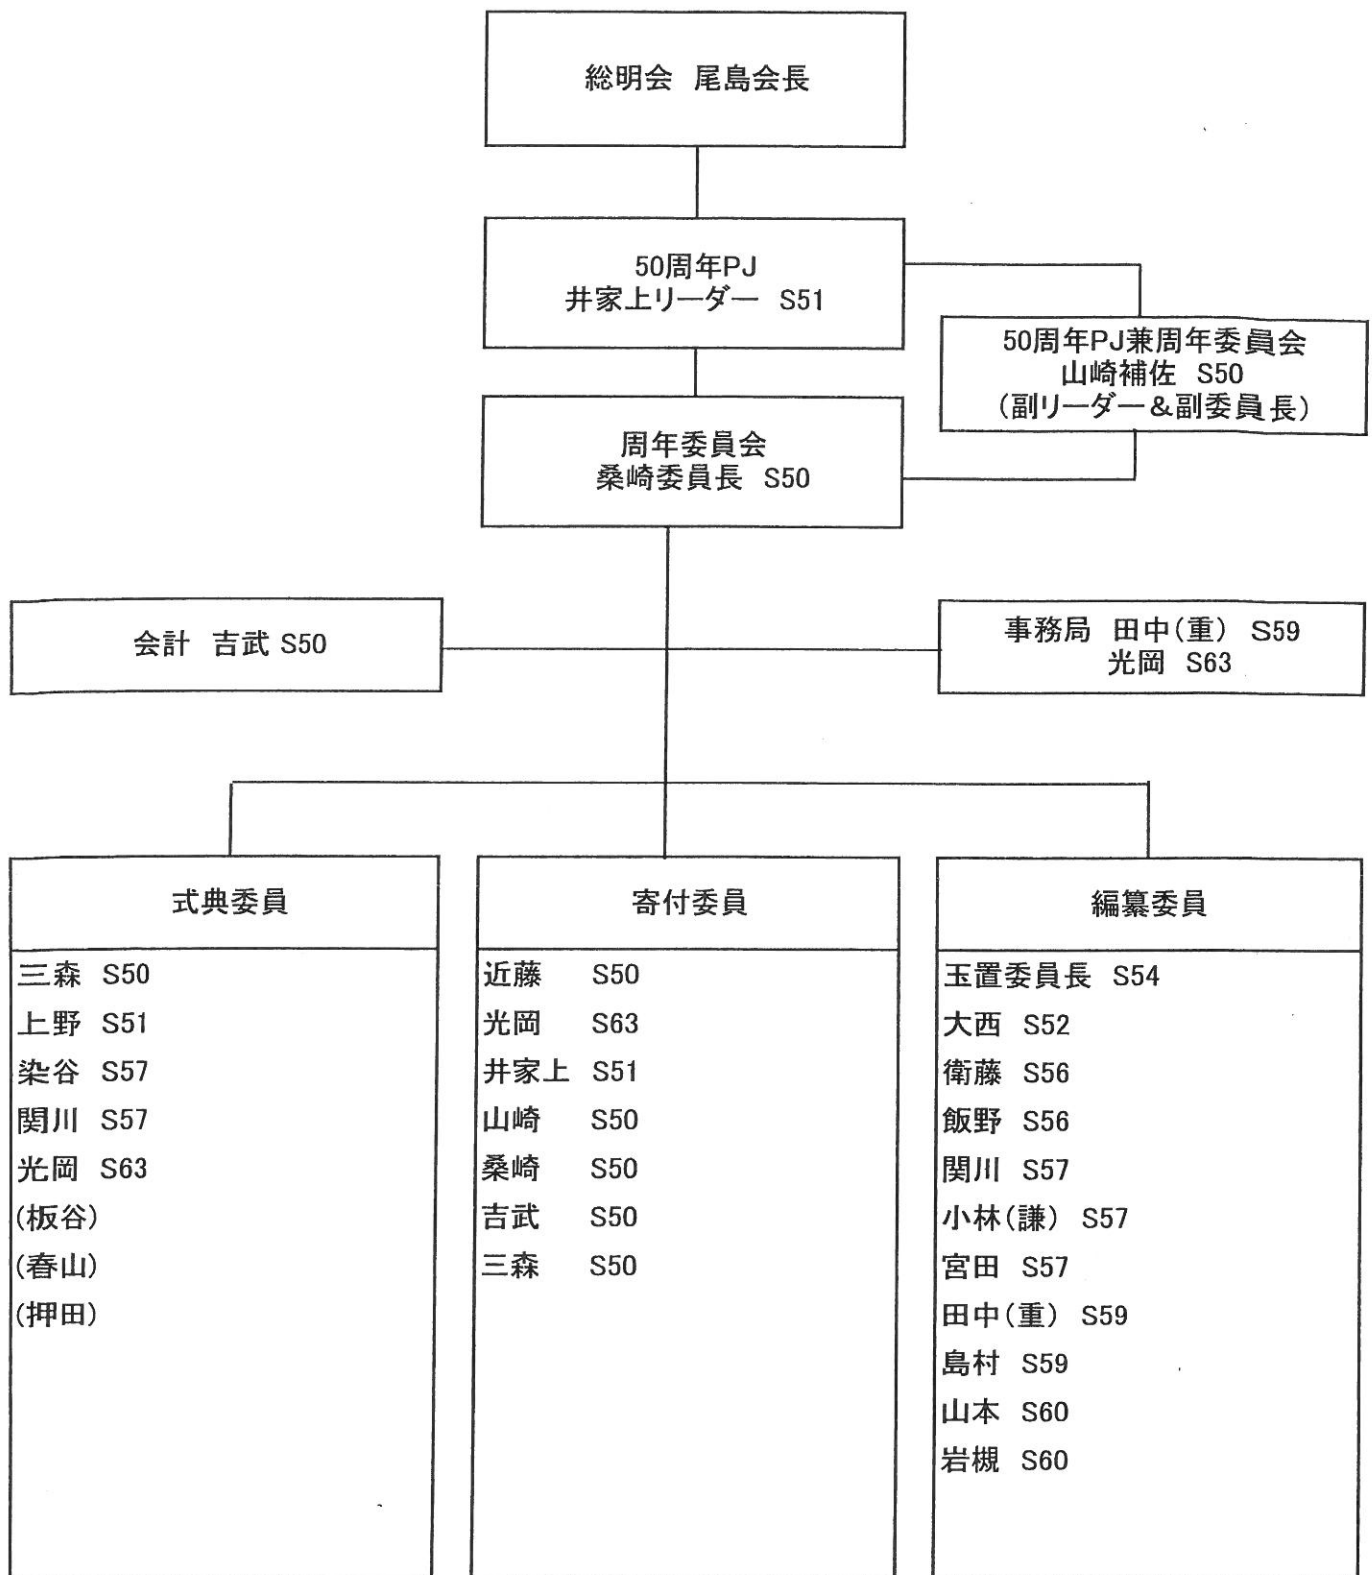 総明会 尾島会長
50周年PJ
井家上リーダー S51
50周年PJ兼周年委員会
山崎補佐 S50
(副リーダー&副委員長)
周年委員会
桑崎委員長 S50
会計 吉武 S50
事務局 田中(重) S59
光岡 S63
式典委員
三森 S50
上野 S51
染谷 S57
関川 S57
光岡 S63
(板谷)
(春山)
(押田)
寄付委員
近藤 S50
光岡 S63
井家上 S51
山崎 S50
桑崎 S50
吉武 S50
三森 S50
編纂委員
玉置委員長 S54
大西 S52
衛藤 S56
飯野 S56
関川 S57
小林(謙) S57
宮田 S57
田中(重) S59
島村 S59
山本 S60
岩槻 S60